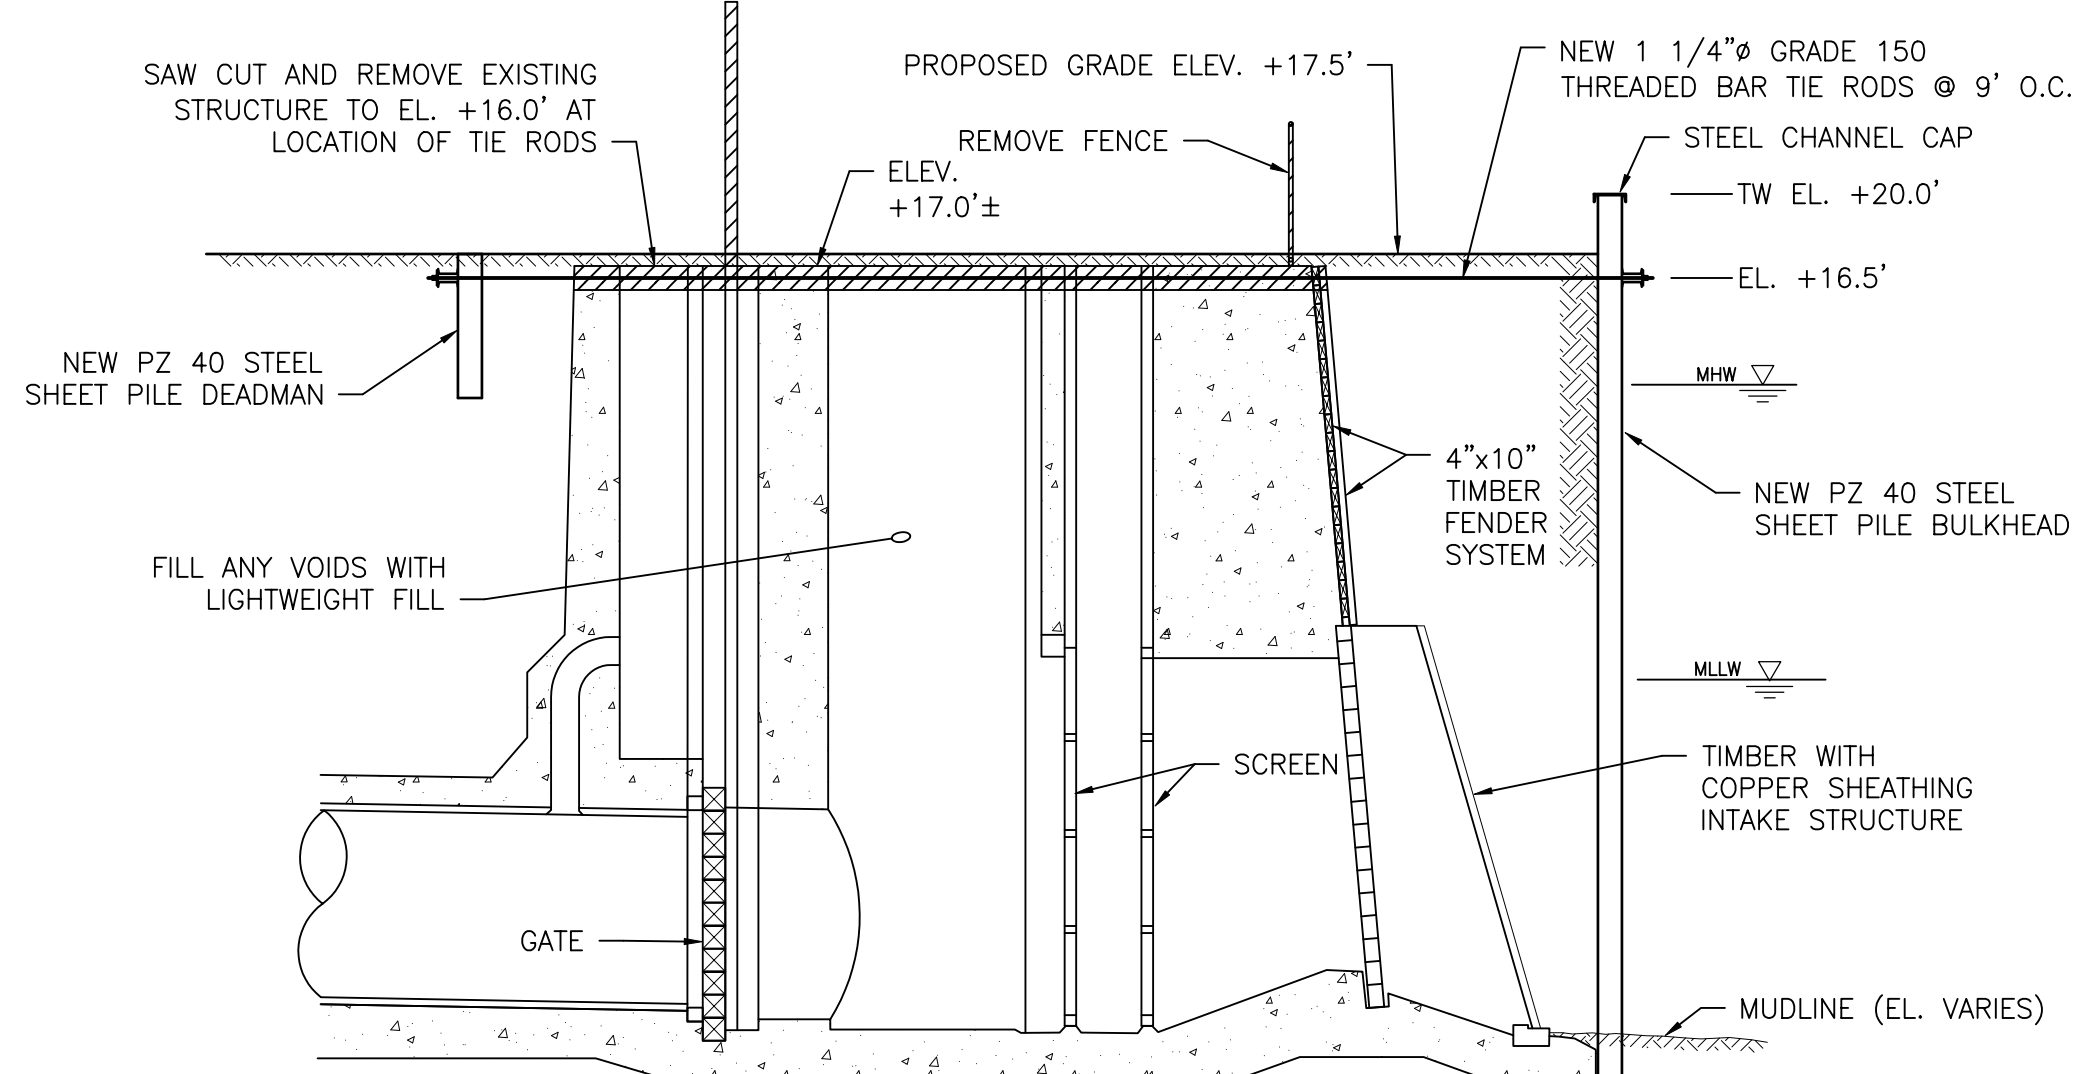 SAW CUT AND REMOVE EXISTING
STRUCTURE TO EL. +16.0' AT
LOCATION OF TIE RODS
PROPOSED GRADE ELEV. +17.5'
REMOVE FENCE
ELEV.
+17.0'±
NEW 1 1/4"ø GRADE 150
THREADED BAR TIE RODS @ 9' O.C.
STEEL CHANNEL CAP
TW EL. +20.0'
EL. +16.5'
NEW PZ 40 STEEL
SHEET PILE DEADMAN
MHW
4"x10"
TIMBER
FENDER
SYSTEM
NEW PZ 40 STEEL
SHEET PILE BULKHEAD
FILL ANY VOIDS WITH
LIGHTWEIGHT FILL
MLLW
SCREEN
TIMBER WITH
COPPER SHEATHING
INTAKE STRUCTURE
GATE
MUDLINE (EL. VARIES)